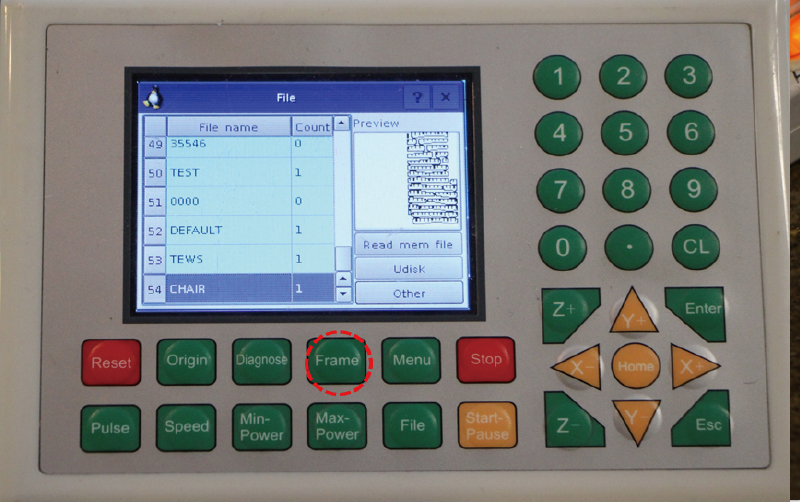 File ? ×
File name Count Preview
49 35546 0
50 TEST 1
51 0000 0
52 DEFAULT 1
53 TEWS 1
54 CHAIR 1
Read mem file
Udisk
Other
1 2 3
4 5 6
7 8 9
0 · CL
Z+ Y+ Enter
X- Home X+
Z- Y- Esc
Reset Origin Diagnose Frame Menu Stop
Pulse Speed Min-Power Max-Power File Start-Pause